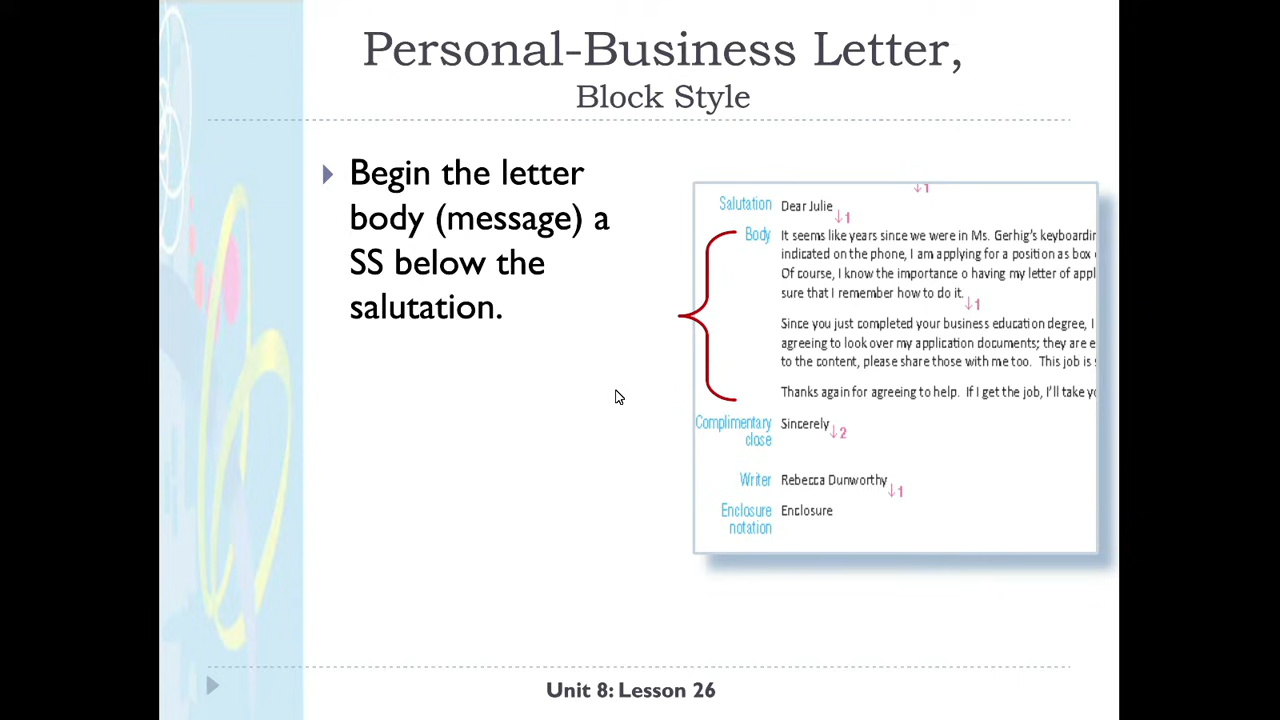 Personal-Business Letter,
Block Style
Begin the letter
body (message) a
SS below the
salutation.
↓1
Salutation Dear Julie ↓1
Body It seems like years since we were in Ms. Gerhig's
indicated on the phone, I am applying for a position as box
Of course, I know the importance o having my letter of
sure that I remember how to do it. ↓1
Since you just completed your business education degree, I
agreeing to look over my application documents; they are
to the content, please share those with me too. This job is
Thanks again for agreeing to help. If I get the job, I'll take
Complimentary close Sincerely ↓2
Writer Rebecca Dunworthy ↓1
Enclosure notation Enclosure
Unit 8: Lesson 26